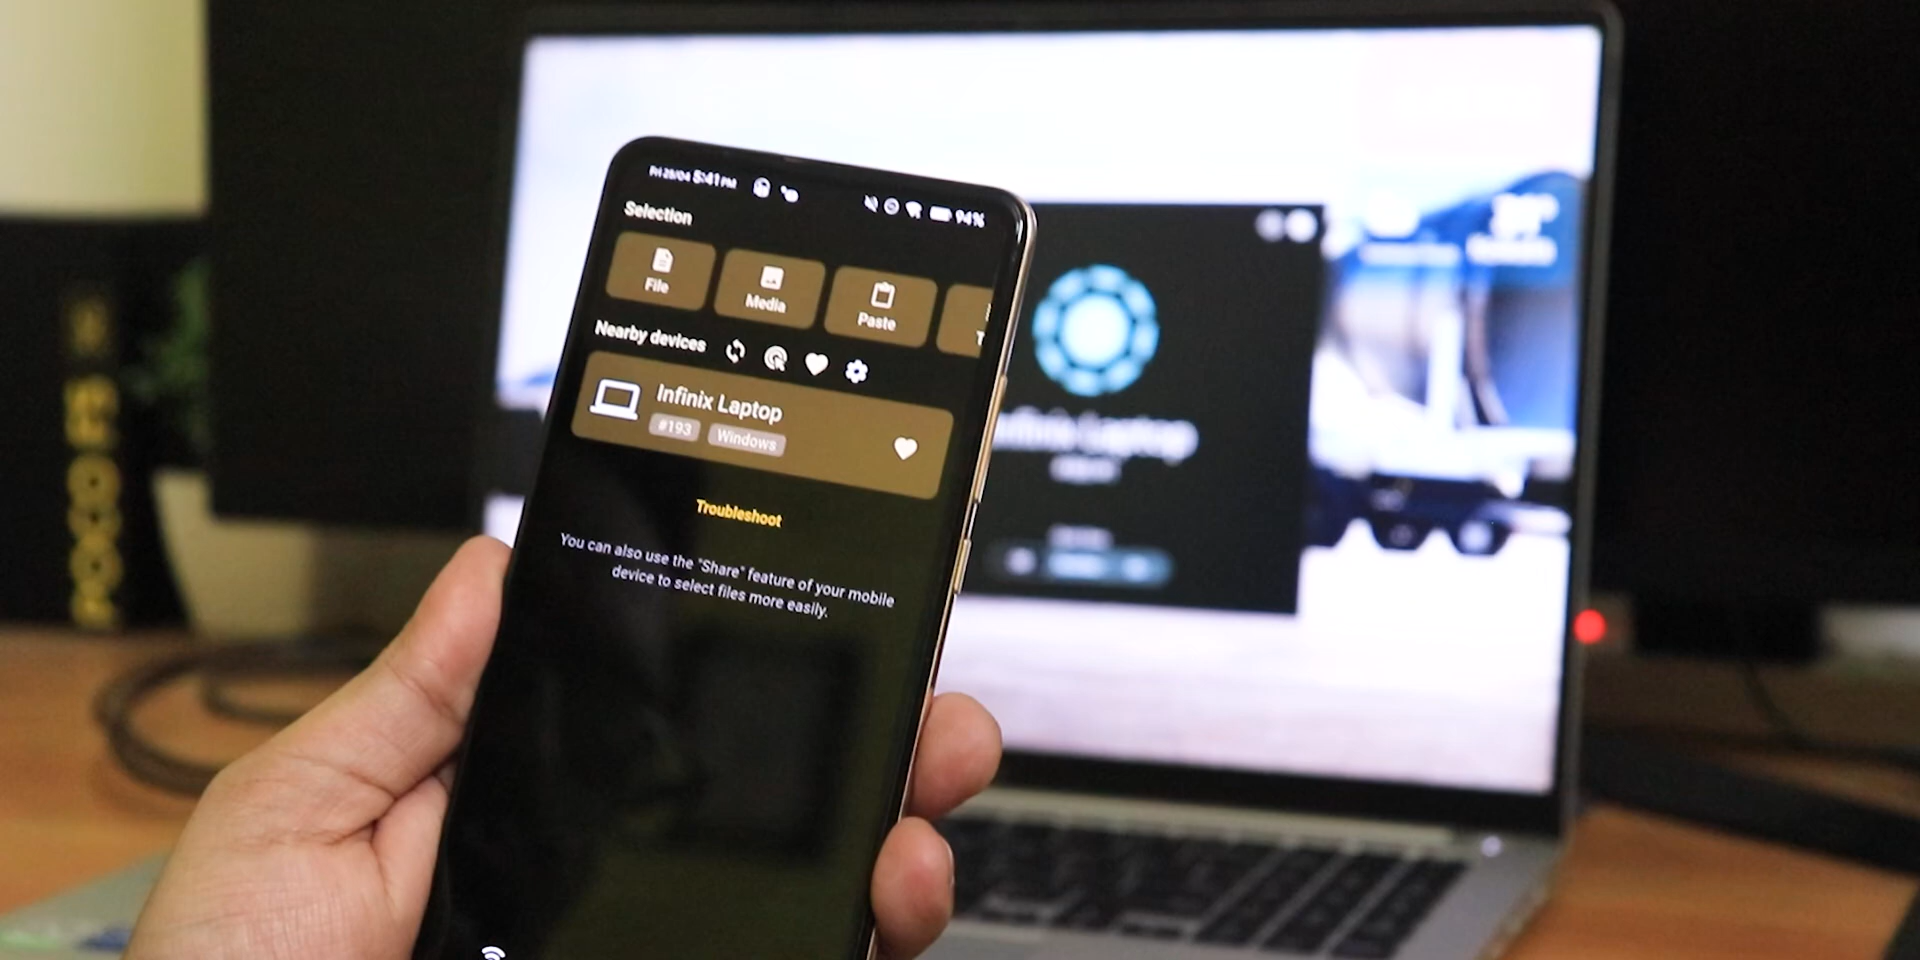 Fri 28/04 5:41 PM 94%
Selection
File
Media
Paste
Nearby devices
Infinix Laptop
#193 Windows
Troubleshoot
You can also use the "Share" feature of your mobile
device to select files more easily.
Infinix Laptop